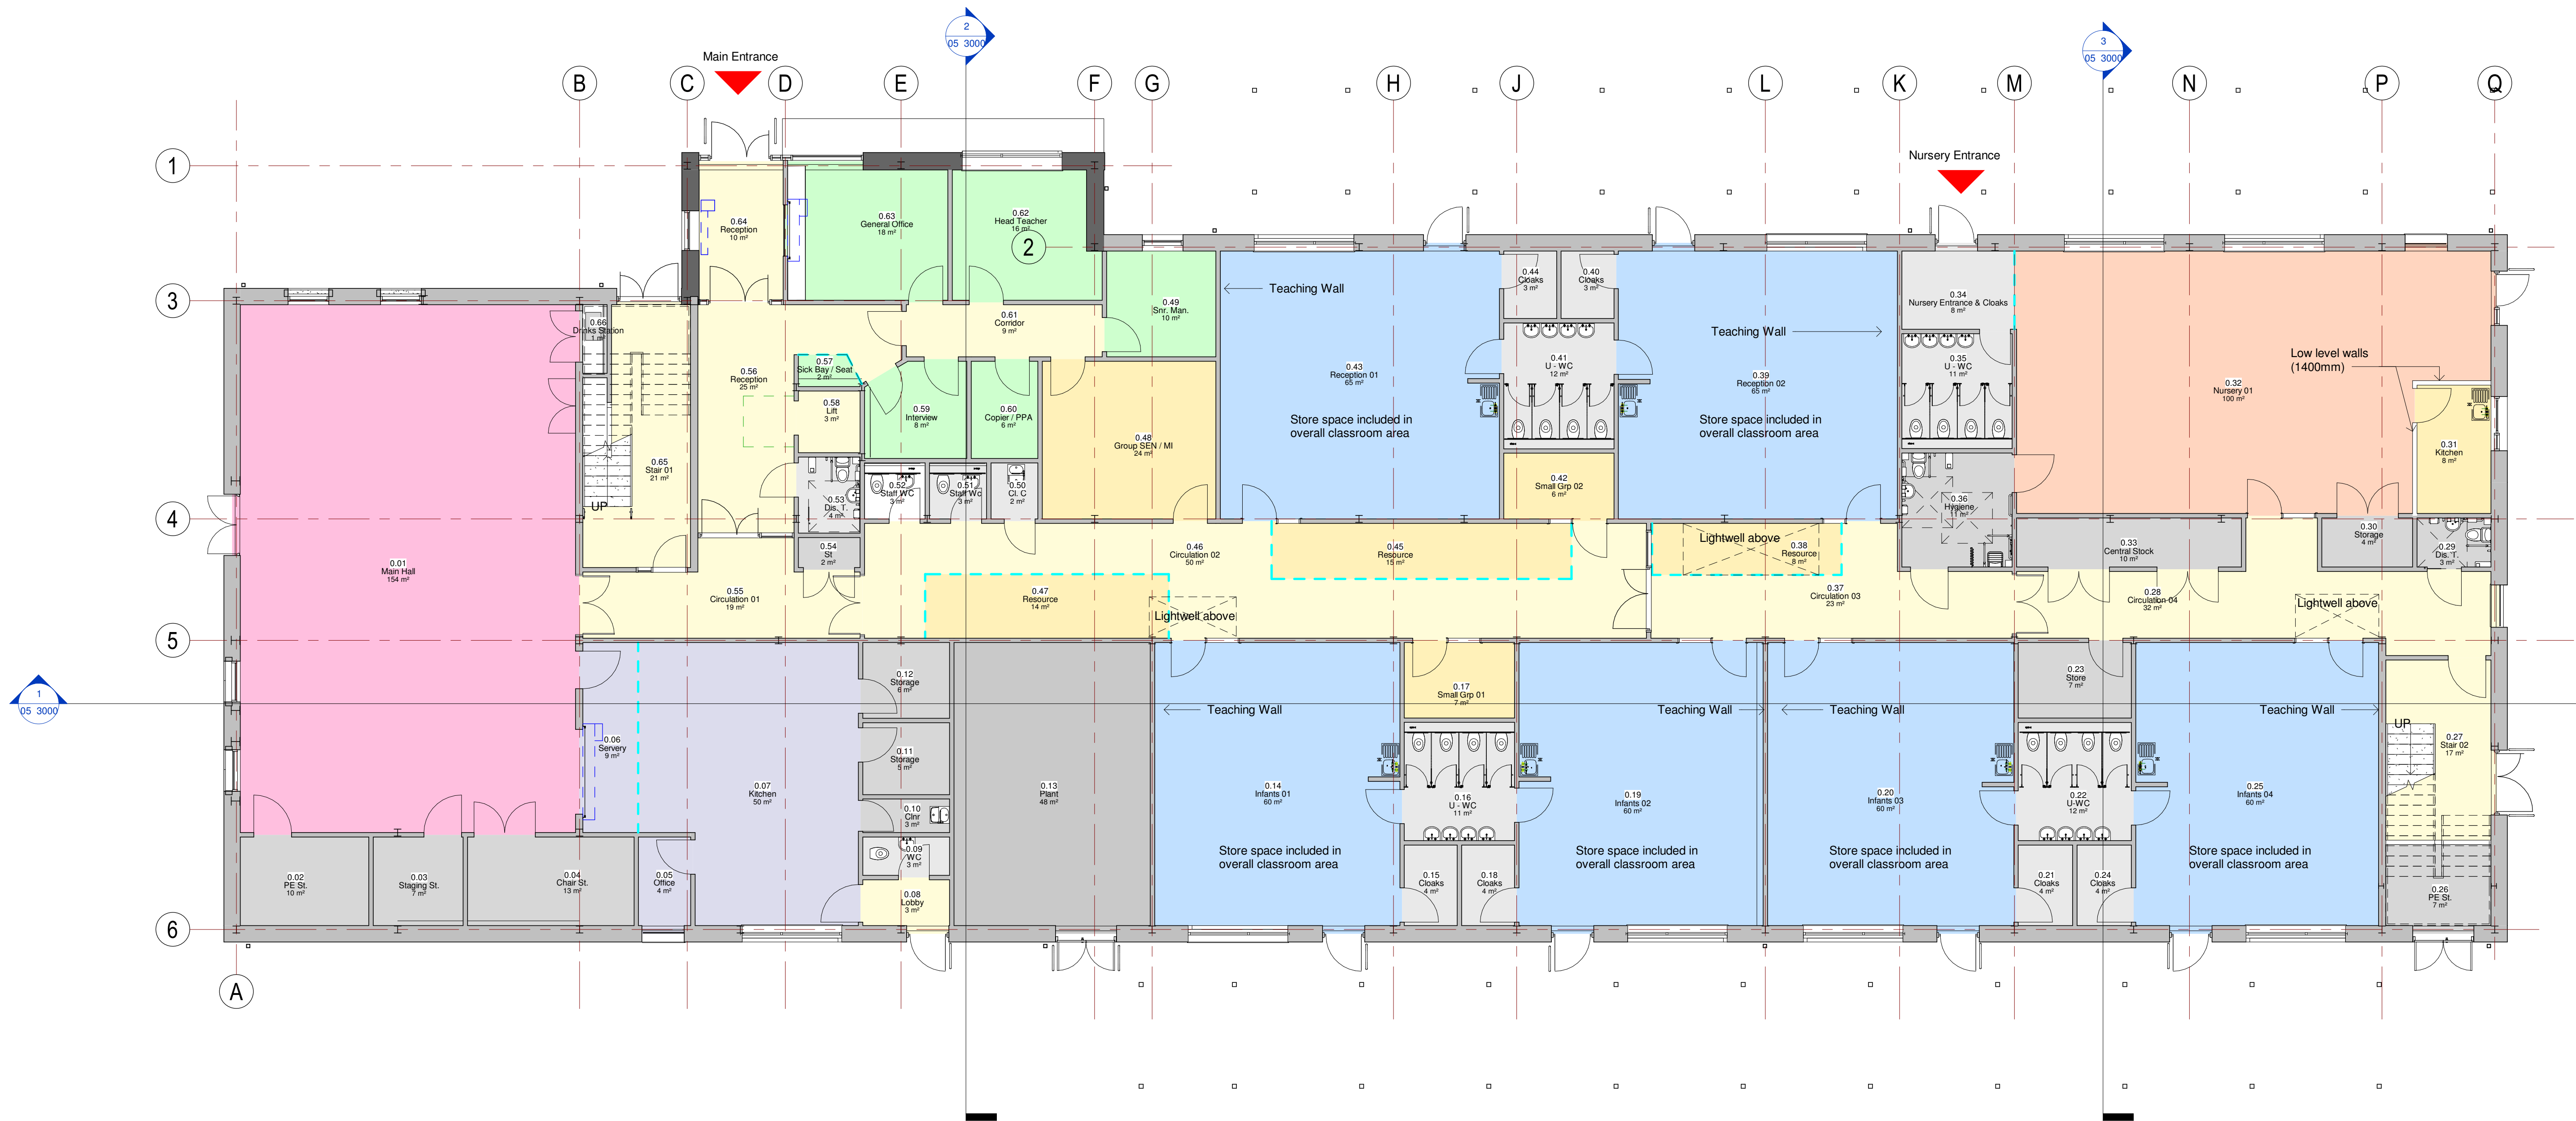 2
05 3000
3
05 3000
Main Entrance
B
C
D
E
F
G
H
J
L
K
M
N
P
Q
1
Nursery Entrance
0.64
Reception
10 m²
0.63
General Office
18 m²
0.62
Head Teacher
16 m²
2
3
0.66
Drinks Station
1 m²
0.61
Corridor
9 m²
0.49
Snr. Man.
10 m²
Teaching Wall
0.44
Cloaks
3 m²
0.40
Cloaks
3 m²
Teaching Wall
0.34
Nursery Entrance & Cloaks
8 m²
Low level walls
(1400mm)
0.56
Reception
25 m²
0.57
Sick Bay / Seat
2 m²
0.58
Lift
3 m²
0.59
Interview
8 m²
0.60
Copier / PPA
6 m²
0.48
Group SEN / MI
24 m²
0.43
Reception 01
65 m²
Store space included in
overall classroom area
0.41
U - WC
12 m²
0.39
Reception 02
65 m²
Store space included in
overall classroom area
0.35
U - WC
11 m²
0.32
Nursery 01
100 m²
0.31
Kitchen
8 m²
0.65
Stair 01
21 m²
UP
0.53
Dis. T.
4 m²
0.52
Staff WC
3 m²
0.51
Staff Wc
3 m²
0.50
Cl. C
2 m²
0.42
Small Grp 02
6 m²
0.36
Hygiene
11 m²
4
0.01
Main Hall
154 m²
0.54
St
2 m²
0.46
Circulation 02
50 m²
0.45
Resource
15 m²
Lightwell above
0.38
Resource
8 m²
0.33
Central Stock
10 m²
0.30
Storage
4 m²
0.29
Dis. T.
3 m²
0.55
Circulation 01
19 m²
0.47
Resource
14 m²
Lightwell above
0.37
Circulation 03
23 m²
0.28
Circulation 04
32 m²
Lightwell above
5
1
05 3000
0.06
Servery
9 m²
0.07
Kitchen
50 m²
0.12
Storage
6 m²
0.11
Storage
5 m²
0.10
Clnr
3 m²
0.09
WC
3 m²
0.08
Lobby
3 m²
0.13
Plant
48 m²
Teaching Wall
0.14
Infants 01
60 m²
Store space included in
overall classroom area
0.17
Small Grp 01
7 m²
0.16
U - WC
11 m²
0.15
Cloaks
4 m²
0.18
Cloaks
4 m²
Teaching Wall
0.19
Infants 02
60 m²
Store space included in
overall classroom area
Teaching Wall
0.20
Infants 03
60 m²
Store space included in
overall classroom area
0.23
Store
7 m²
0.22
U-WC
12 m²
0.21
Cloaks
4 m²
0.24
Cloaks
4 m²
Teaching Wall
0.25
Infants 04
60 m²
Store space included in
overall classroom area
UP
0.27
Stair 02
17 m²
0.26
PE St.
7 m²
0.02
PE St.
10 m²
0.03
Staging St.
7 m²
0.04
Chair St.
13 m²
0.05
Office
4 m²
6
A